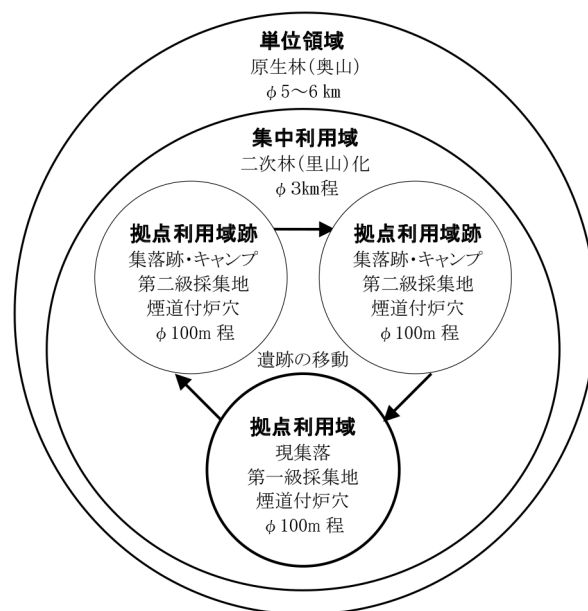 単位領域
原生林(奥山)
φ5～6 km
集中利用域
二次林(里山)化
φ3km程
拠点利用域跡
集落跡・キャンプ
第二級採集地
煙道付炉穴
φ100m 程
拠点利用域跡
集落跡・キャンプ
第二級採集地
煙道付炉穴
φ100m 程
遺跡の移動
拠点利用域
現集落
第一級採集地
煙道付炉穴
φ100m 程